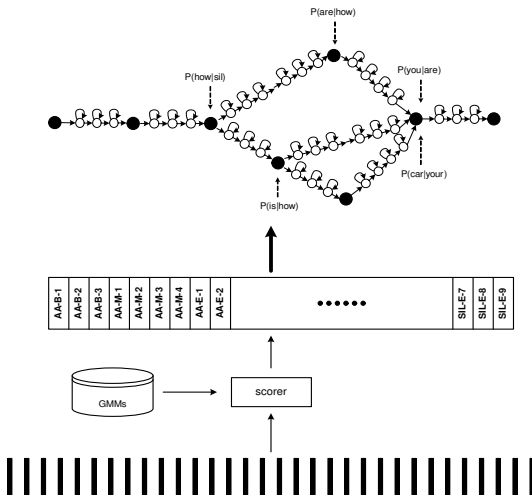 P(are|how)
P(how|sil)
P(you|are)
P(is|how)
P(car|your)
AA-B-1
AA-B-2
AA-B-3
AA-M-1
AA-M-2
AA-M-3
AA-M-4
AA-E-1
AA-E-2
......
SIL-E-7
SIL-E-8
SIL-E-9
GMMs
scorer